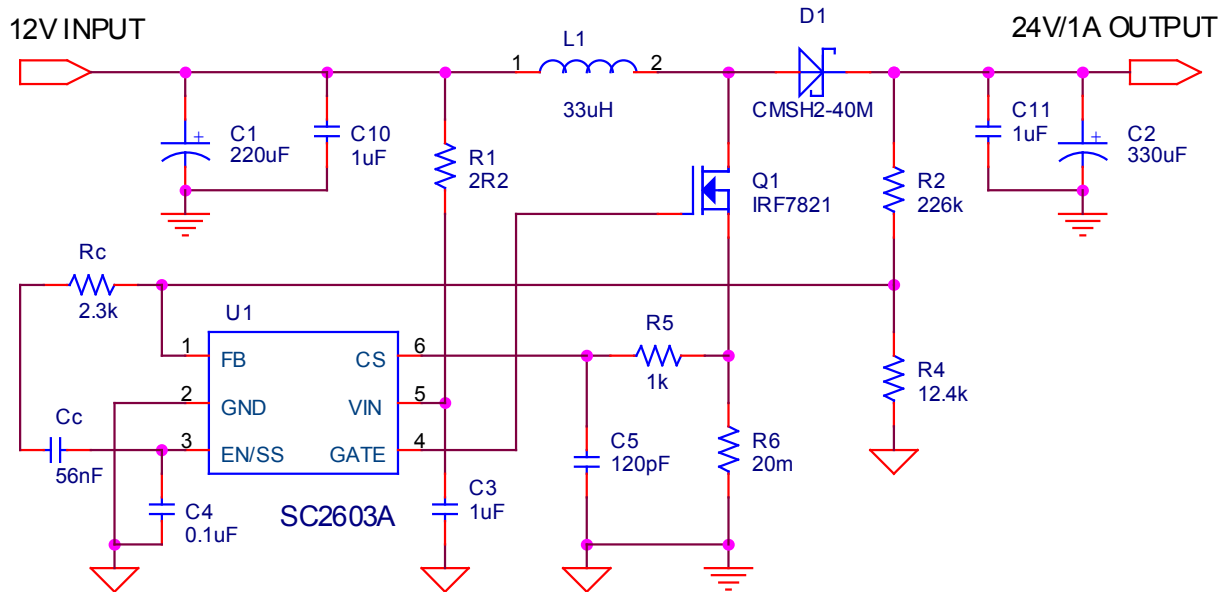 12V INPUT
L1
1
2
33uH
D1
CMSH2-40M
24V/1A OUTPUT
C1
220uF
C10
1uF
R1
2R2
Q1
IRF7821
R2
226k
C11
1uF
C2
330uF
Rc
2.3k
U1
1
FB
2
GND
3
EN/SS
CS
6
VIN
5
GATE
4
SC2603A
Cc
56nF
C4
0.1uF
C3
1uF
R5
1k
C5
120pF
R6
20m
R4
12.4k